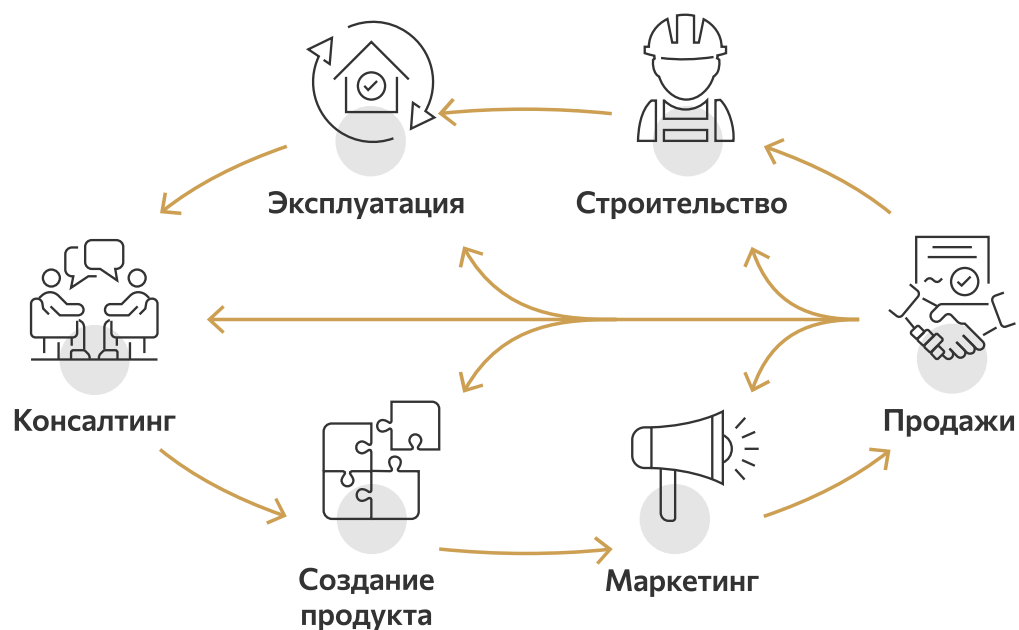 Эксплуатация
Строительство
Консалтинг
Продажи
Создание
продукта
Маркетинг